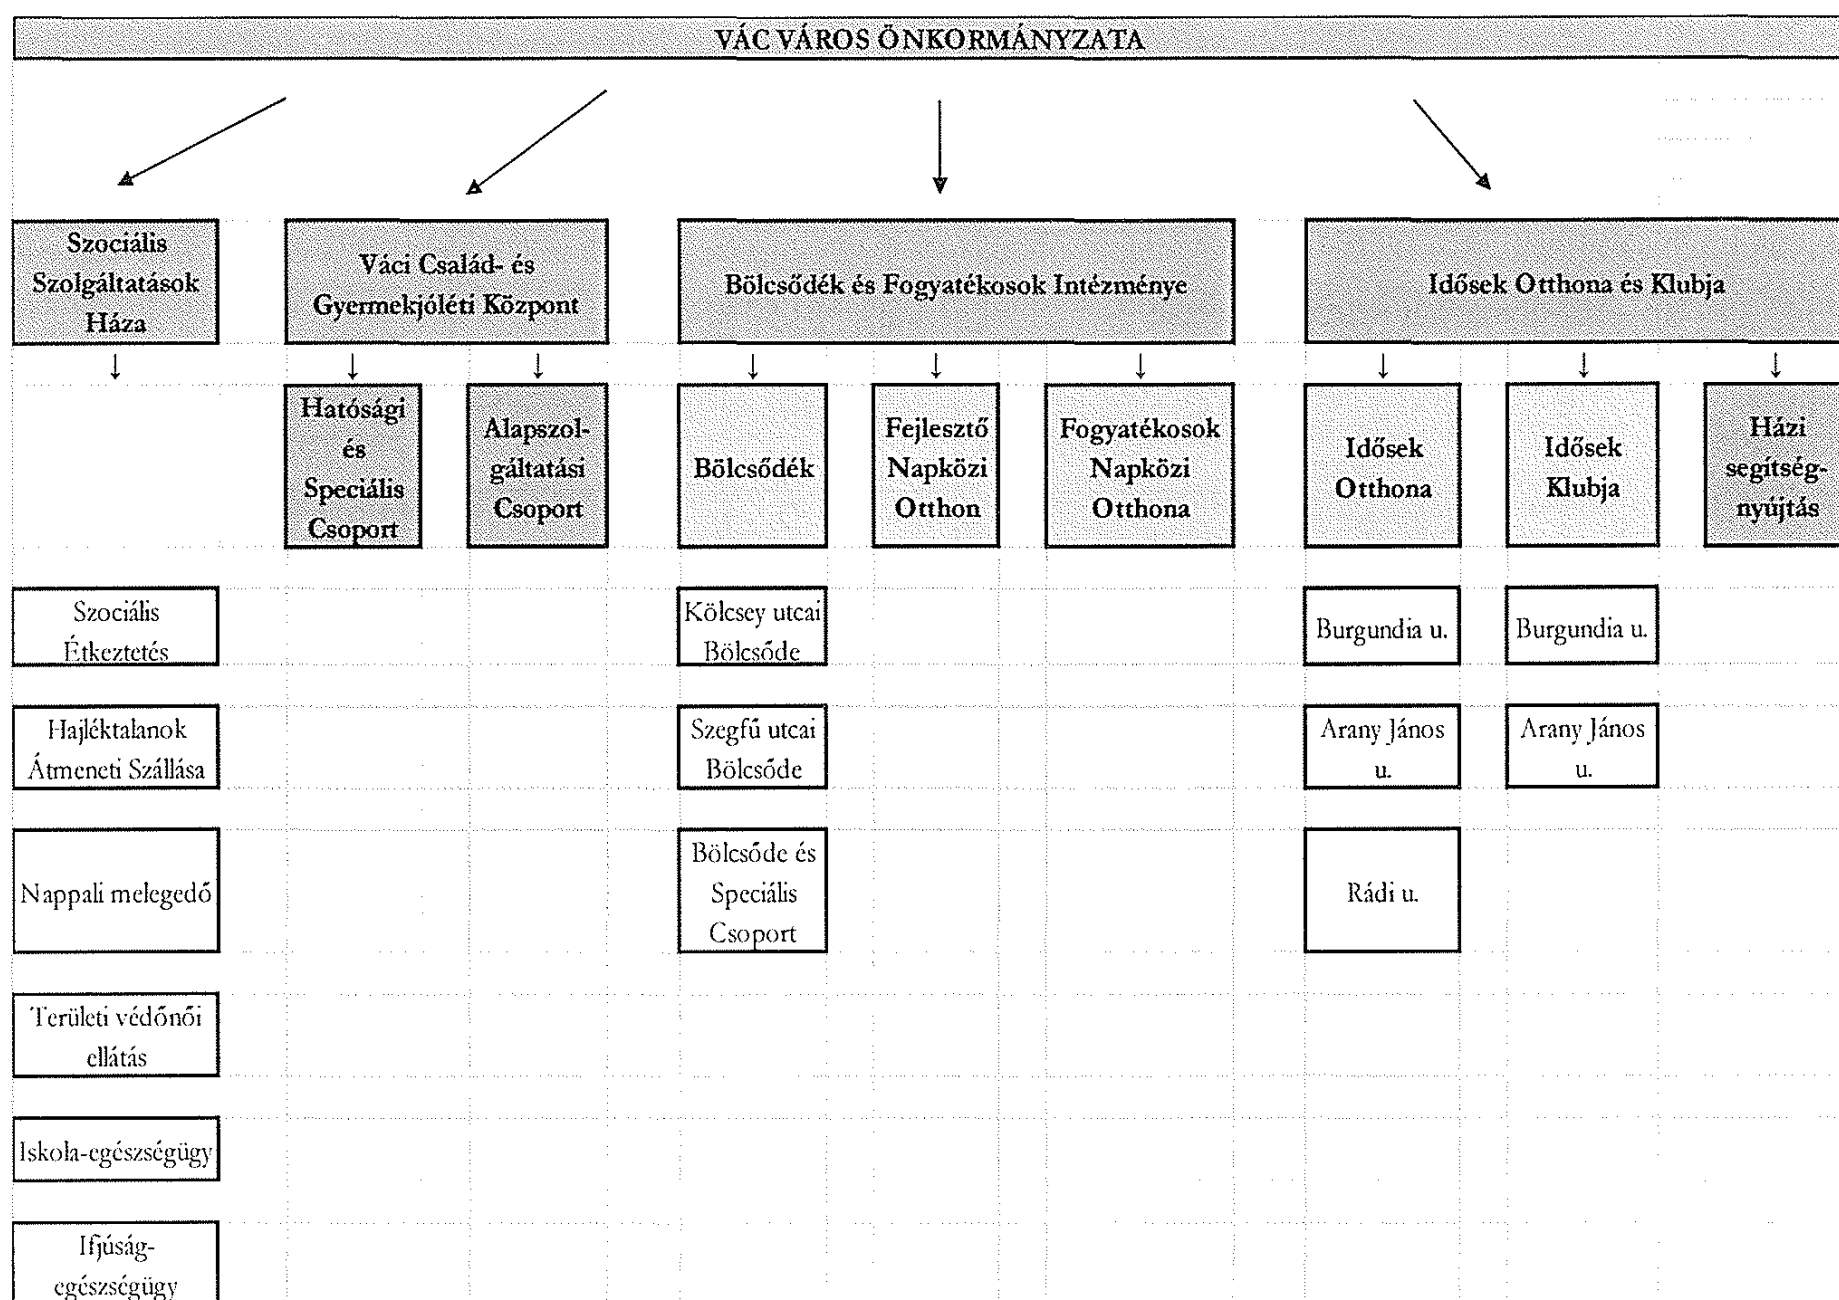 VÁC VÁROS ÖNKORMÁNYZATA
Szociális
Szolgáltatások
Háza
Váci Család- és
Gyermekjóléti Központ
Bölcsődék és Fogyatékosok Intézménye
Idősek Otthona és Klubja
↓ ↓ ↓ ↓ ↓ ↓ ↓ ↓ ↓
Hatósági
és
Speciális
Csoport
Alapszol-
gáltatási
Csoport
Bölcsődék
Fejlesztő
Napközi
Otthon
Fogyatékosok
Napközi
Otthona
Idősek
Otthona
Idősek
Klubja
Házi
segítség-
nyújtás
Szociális
Étkeztetés
Kölcsey utcai
Bölcsőde
Burgundia u.
Burgundia u.
Hajléktalanok
Átmeneti Szállása
Szegfű utcai
Bölcsőde
Arany János
u.
Arany János
u.
Nappali melegedő
Bölcsőde és
Speciális
Csoport
Rádi u.
Területi védőnői
ellátás
Iskola-egészségügy
Ifjúság-
egészségügy